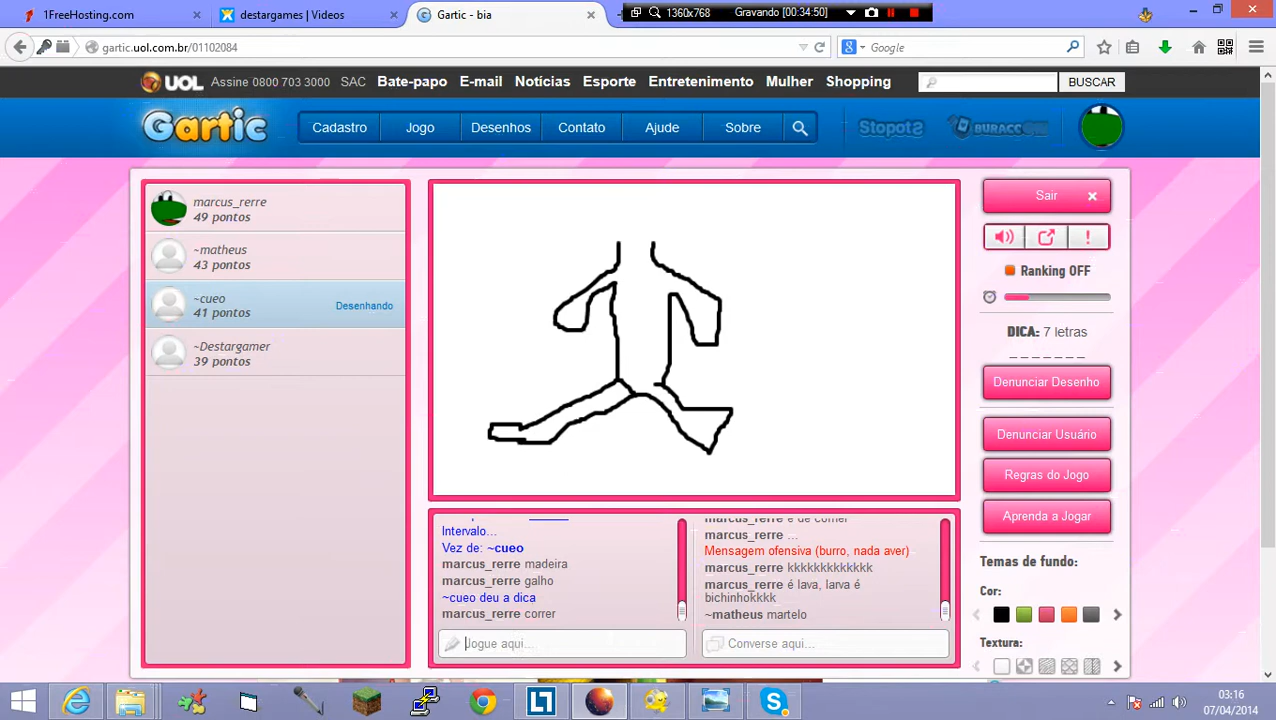 1FreeHosting.com
destargames | Videos
Gartic - bia
1360x768
Gravando [00:34:50]
gartic.uol.com.br/01102084
Google
UOL Assine 0800 703 3000 SAC Bate-papo E-mail Notícias Esporte Entretenimento Mulher Shopping
BUSCAR
Gartic
Cadastro Jogo Desenhos Contato Ajude Sobre
StopotS
BURACO
marcus_rerre
49 pontos
~matheus
43 pontos
~cueo
41 pontos
Desenhando
~Destargamer
39 pontos
Sair
Ranking OFF
DICA: 7 letras
_ _ _ _ _ _ _
Denunciar Desenho
Denunciar Usuário
Regras do Jogo
Aprenda a Jogar
Temas de fundo:
Cor:
Textura:
Intervalo...
Vez de: ~cueo
marcus_rerre madeira
marcus_rerre galho
~cueo deu a dica
marcus_rerre correr
Jogue aqui...
marcus_rerre é de comer
marcus_rerre ...
Mensagem ofensiva (burro, nada aver)
marcus_rerre kkkkkkkkkkkkk
marcus_rerre é lava, larva é
bichinhokkkk
~matheus martelo
Converse aqui...
03:16
07/04/2014